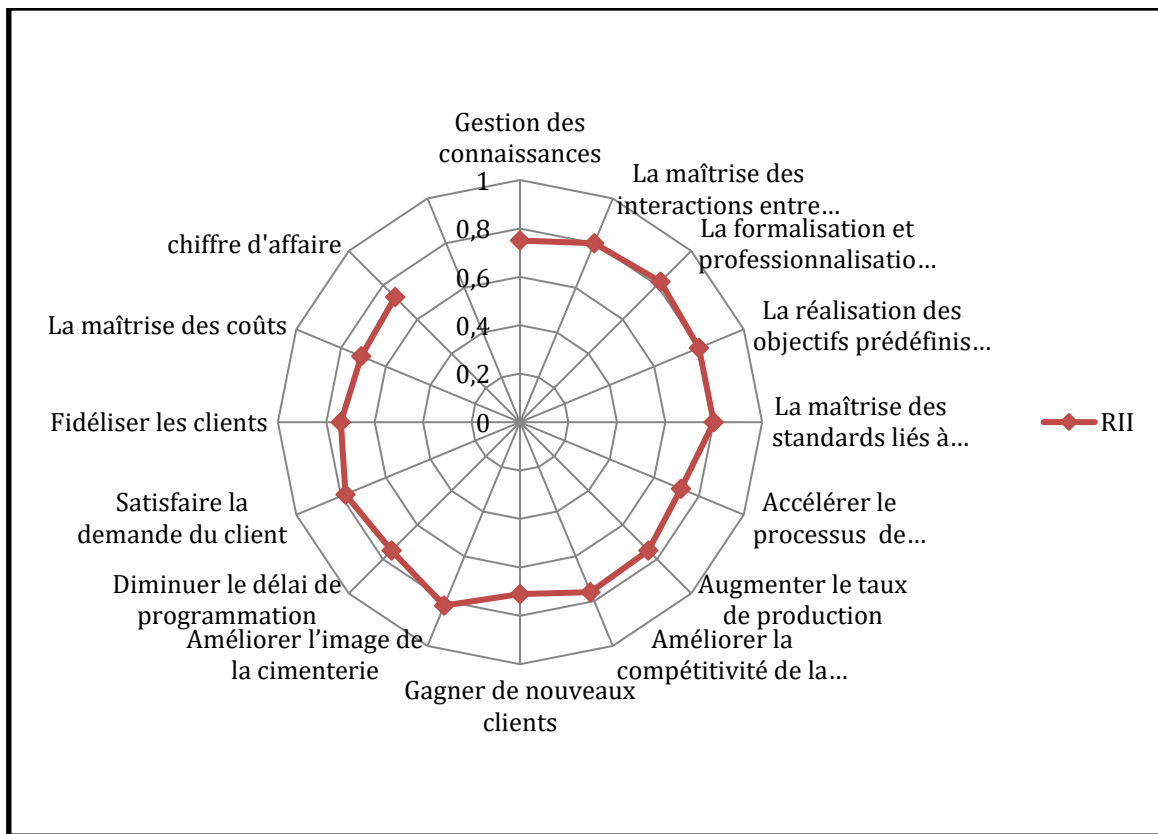 Gestion des
connaissances
La maîtrise des
interactions entre…
La formalisation et
professionnalisatio…
La réalisation des
objectifs prédéfinis…
La maîtrise des
standards liés à…
Accélérer le
processus  de…
Augmenter le taux
de production
Améliorer la
compétitivité de la…
Gagner de nouveaux
clients
Améliorer l’image de
la cimenterie
Diminuer le délai de
programmation
Satisfaire la
demande du client
Fidéliser les clients
La maîtrise des coûts
chiffre d'affaire
1
0,8
0,6
0,4
0,2
0
RII